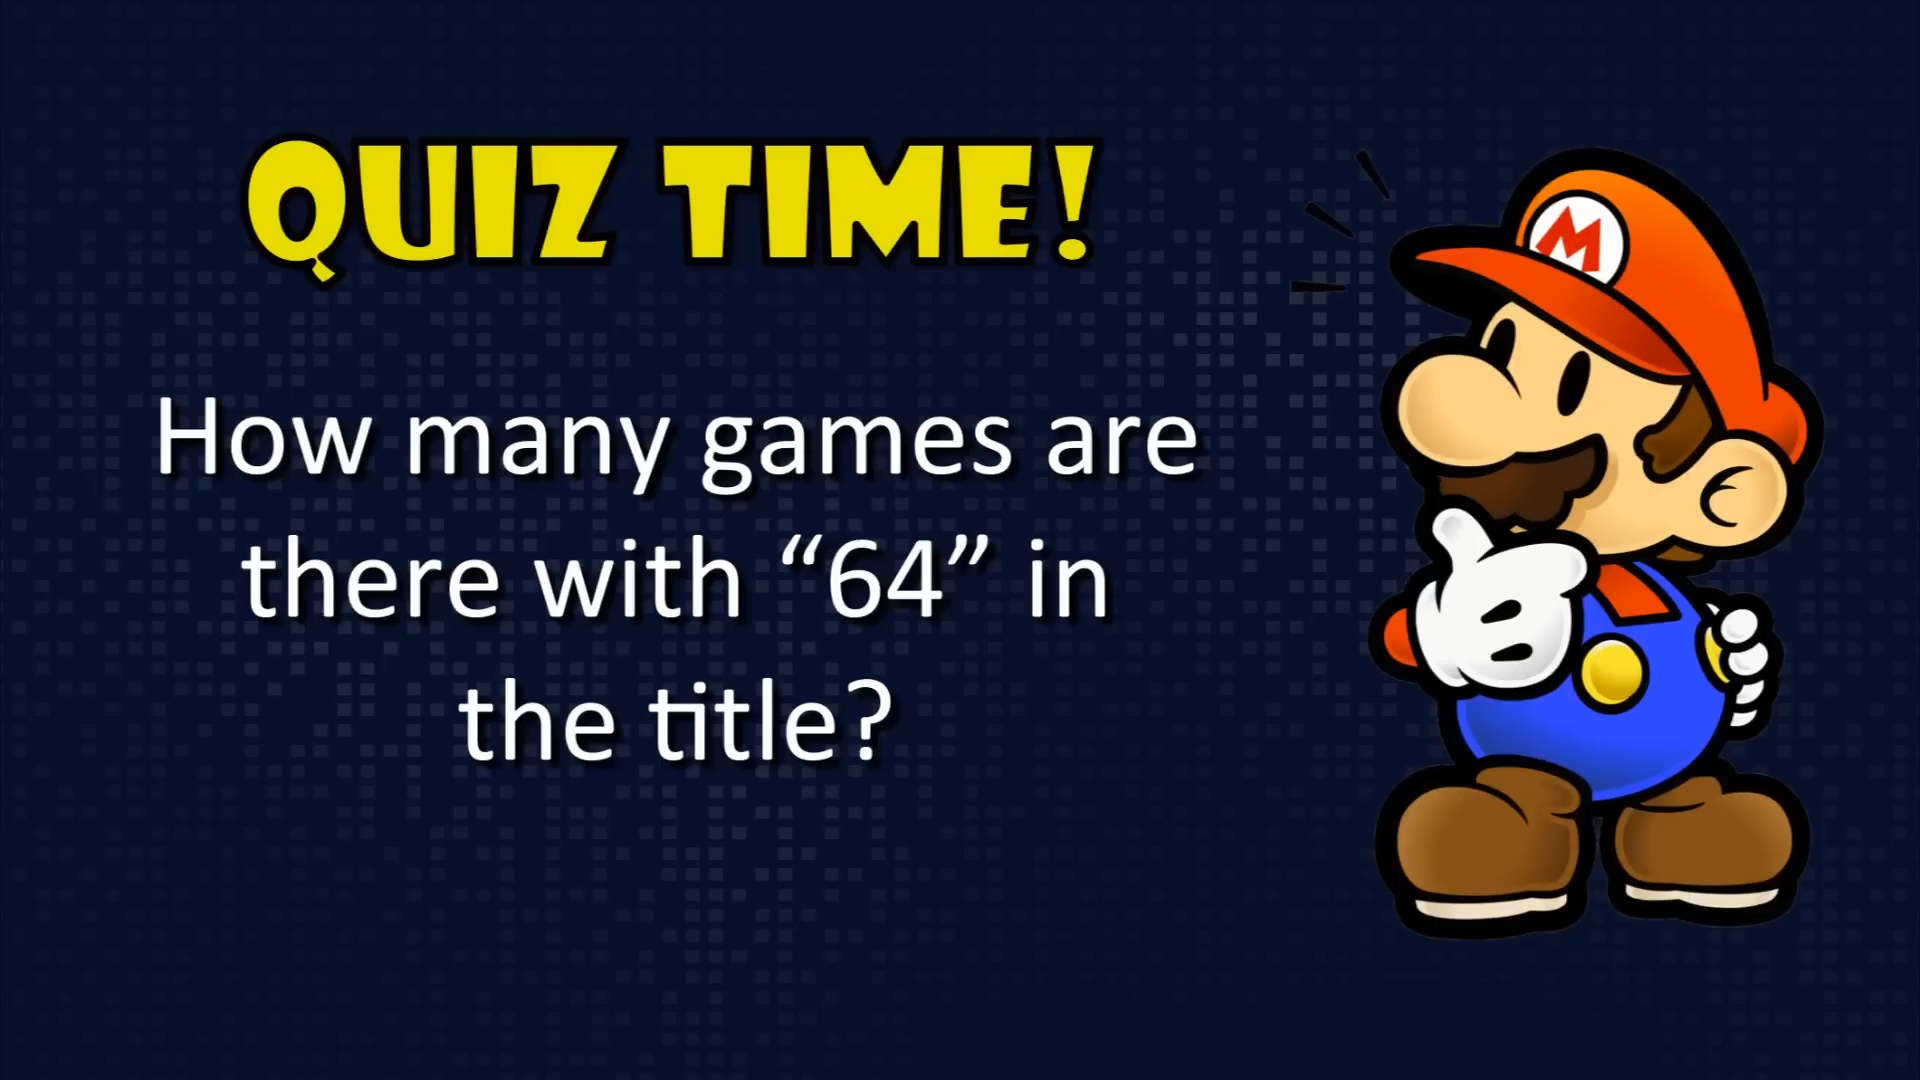 QUIZ TIME!
M
How many games are
there with “64” in
the title?